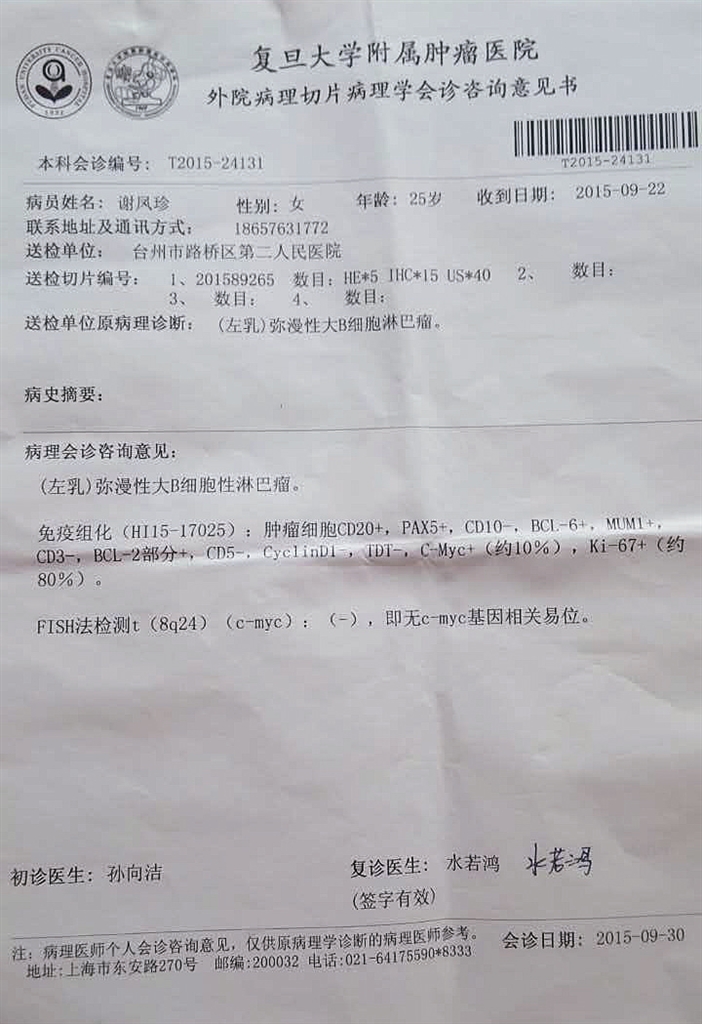 复旦大学附属肿瘤医院
外院病理切片病理学会诊咨询意见书
T2015-24131
本科会诊编号: T2015-24131
病员姓名: 谢凤珍 性别: 女 年龄: 25岁 收到日期: 2015-09-22
联系地址及通讯方式: 18657631772
送检单位: 台州市路桥区第二人民医院
送检切片编号: 1、201589265 数目: HE*5 IHC*15 US*40 2、 数目:
3、 数目: 4、 数目:
送检单位原病理诊断: (左乳)弥漫性大B细胞淋巴瘤。
病史摘要:
病理会诊咨询意见:
(左乳)弥漫性大B细胞性淋巴瘤。
免疫组化（HI15-17025）: 肿瘤细胞CD20+, PAX5+, CD10-, BCL-6+, MUM1+,
CD3-, BCL-2部分+, CD5-, CyclinD1-, TDT-, C-Myc+（约10%）, Ki-67+（约
80%）。
FISH法检测t（8q24）（c-myc）: （-）, 即无c-myc基因相关易位。
初诊医生: 孙向洁 复诊医生: 水若鸿 水若鸿
(签字有效)
注: 病理医师个人会诊咨询意见, 仅供原病理学诊断的病理医师参考。 会诊日期: 2015-09-30
地址:上海市东安路270号 邮编:200032 电话:021-64175590*8333